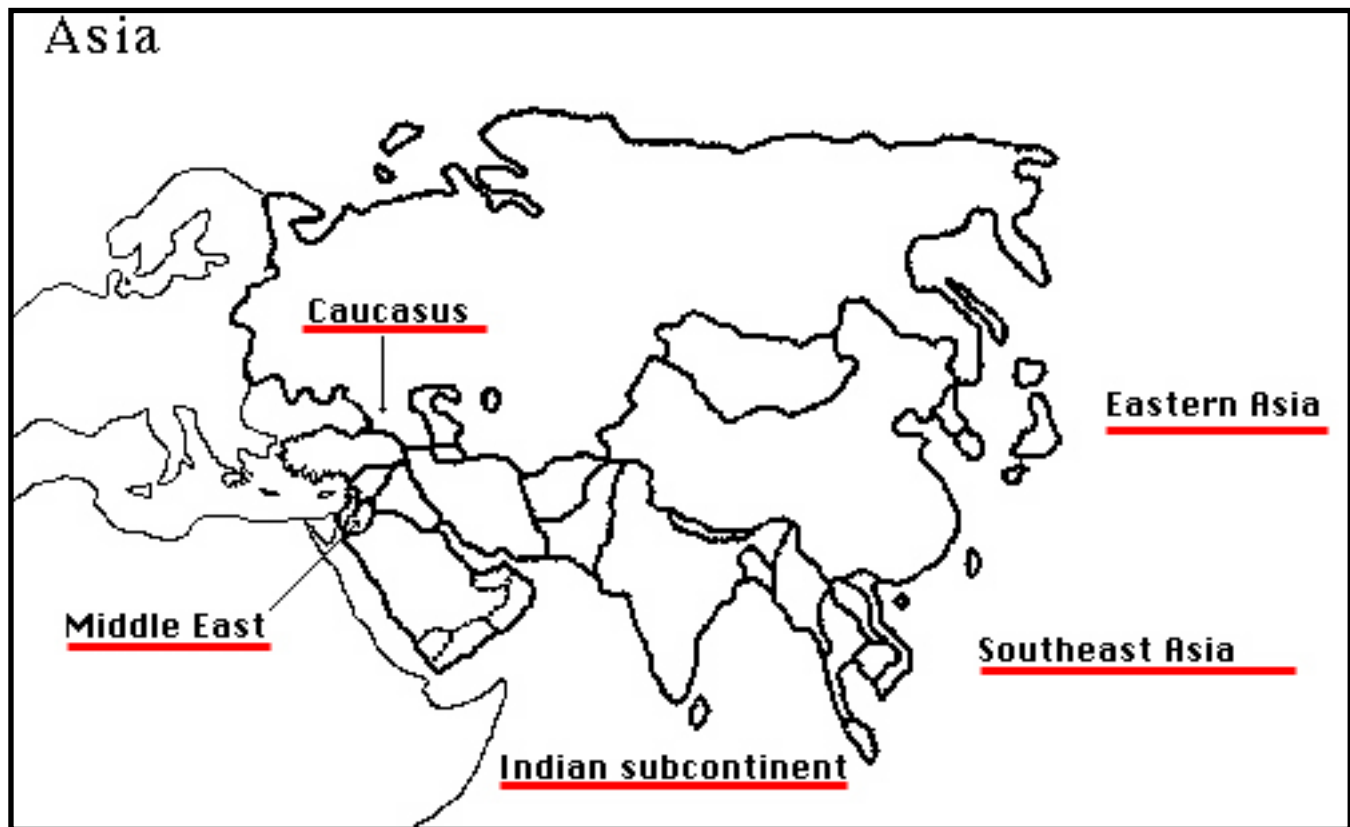 Asia
Caucasus
Eastern Asia
Middle East
Southeast Asia
Indian subcontinent